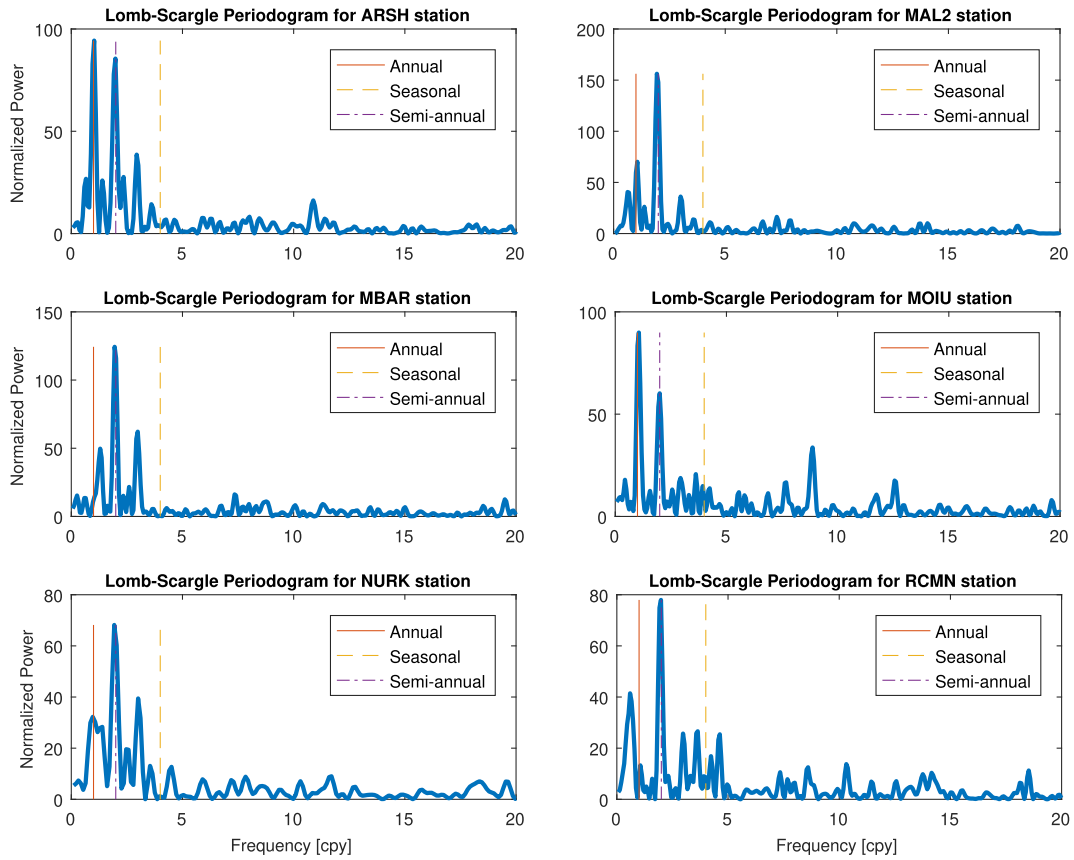 Lomb-Scargle Periodogram for ARSH station
Normalized Power
100
50
0
0 5 10 15 20
Annual
Seasonal
Semi-annual
Lomb-Scargle Periodogram for MAL2 station
200
150
100
50
0
0 5 10 15 20
Annual
Seasonal
Semi-annual
Lomb-Scargle Periodogram for MBAR station
Normalized Power
150
100
50
0
0 5 10 15 20
Annual
Seasonal
Semi-annual
Lomb-Scargle Periodogram for MOIU station
100
50
0
0 5 10 15 20
Annual
Seasonal
Semi-annual
Lomb-Scargle Periodogram for NURK station
Normalized Power
80
60
40
20
0
0 5 10 15 20
Frequency [cpy]
Annual
Seasonal
Semi-annual
Lomb-Scargle Periodogram for RCMN station
80
60
40
20
0
0 5 10 15 20
Frequency [cpy]
Annual
Seasonal
Semi-annual